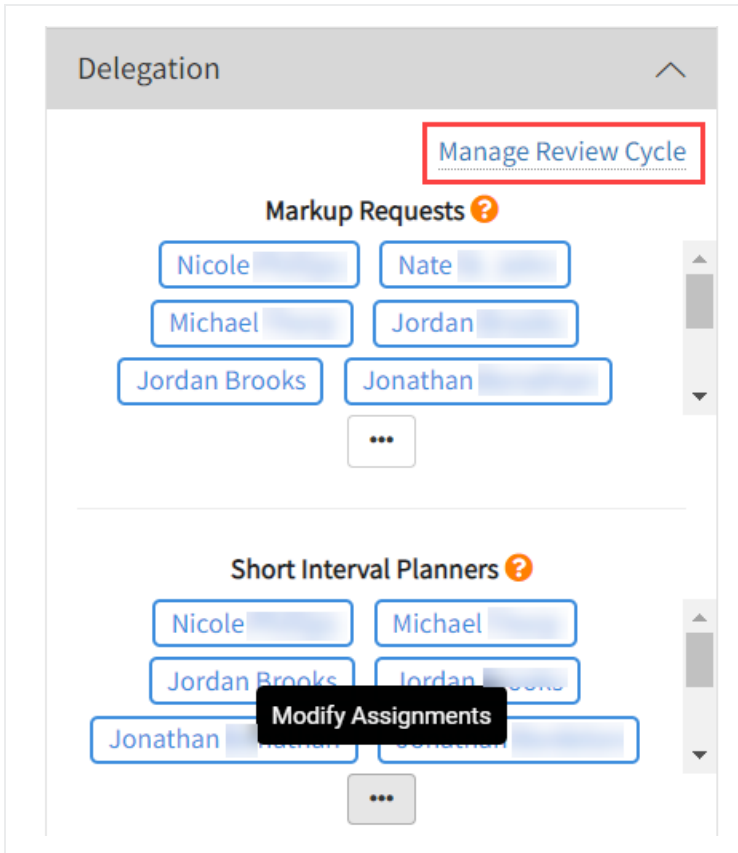 Delegation
Manage Review Cycle
Markup Requests ?
Nicole Nate
Michael Jordan
Jordan Brooks Jonathan
•••
Short Interval Planners ?
Nicole Michael
Jordan Brooks Jordan
Modify Assignments
Jonathan Jonathan
•••